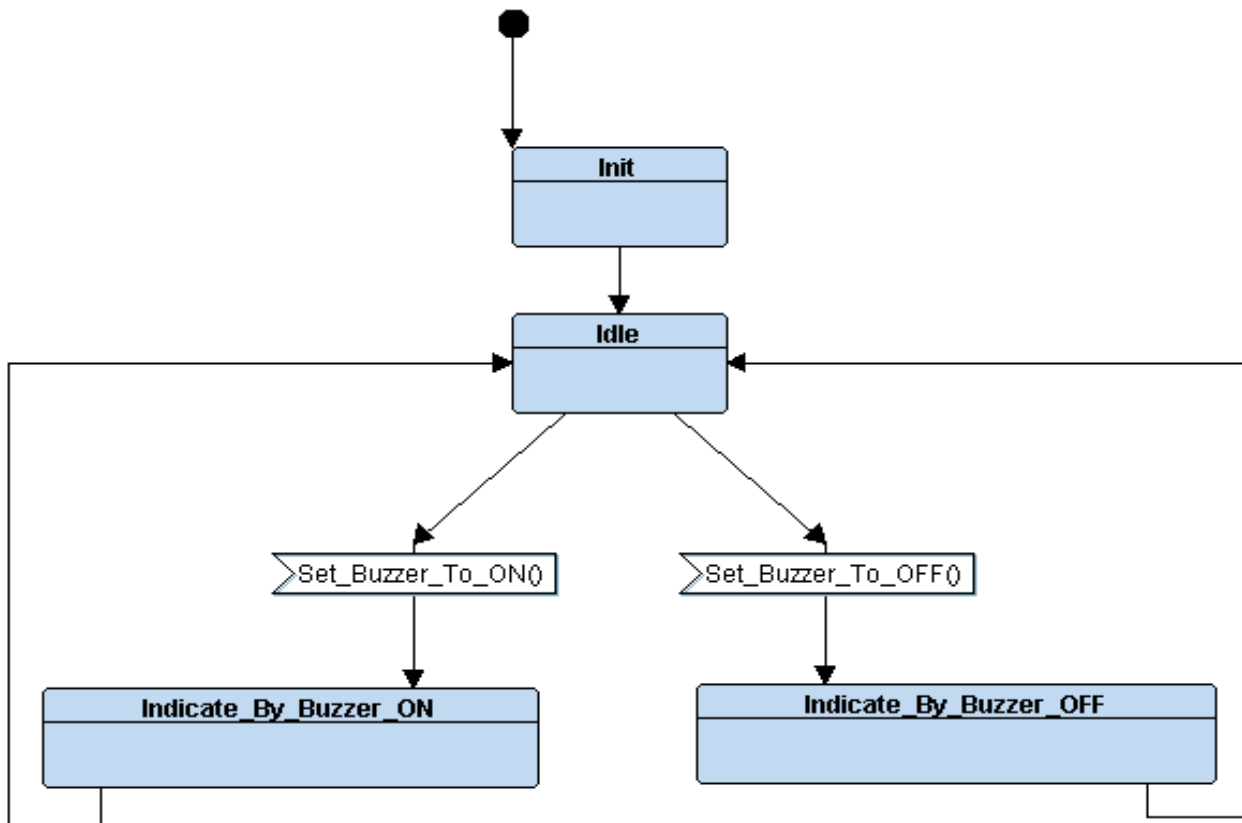 Init
Idle
Set_Buzzer_To_ON()
Set_Buzzer_To_OFF()
Indicate_By_Buzzer_ON
Indicate_By_Buzzer_OFF